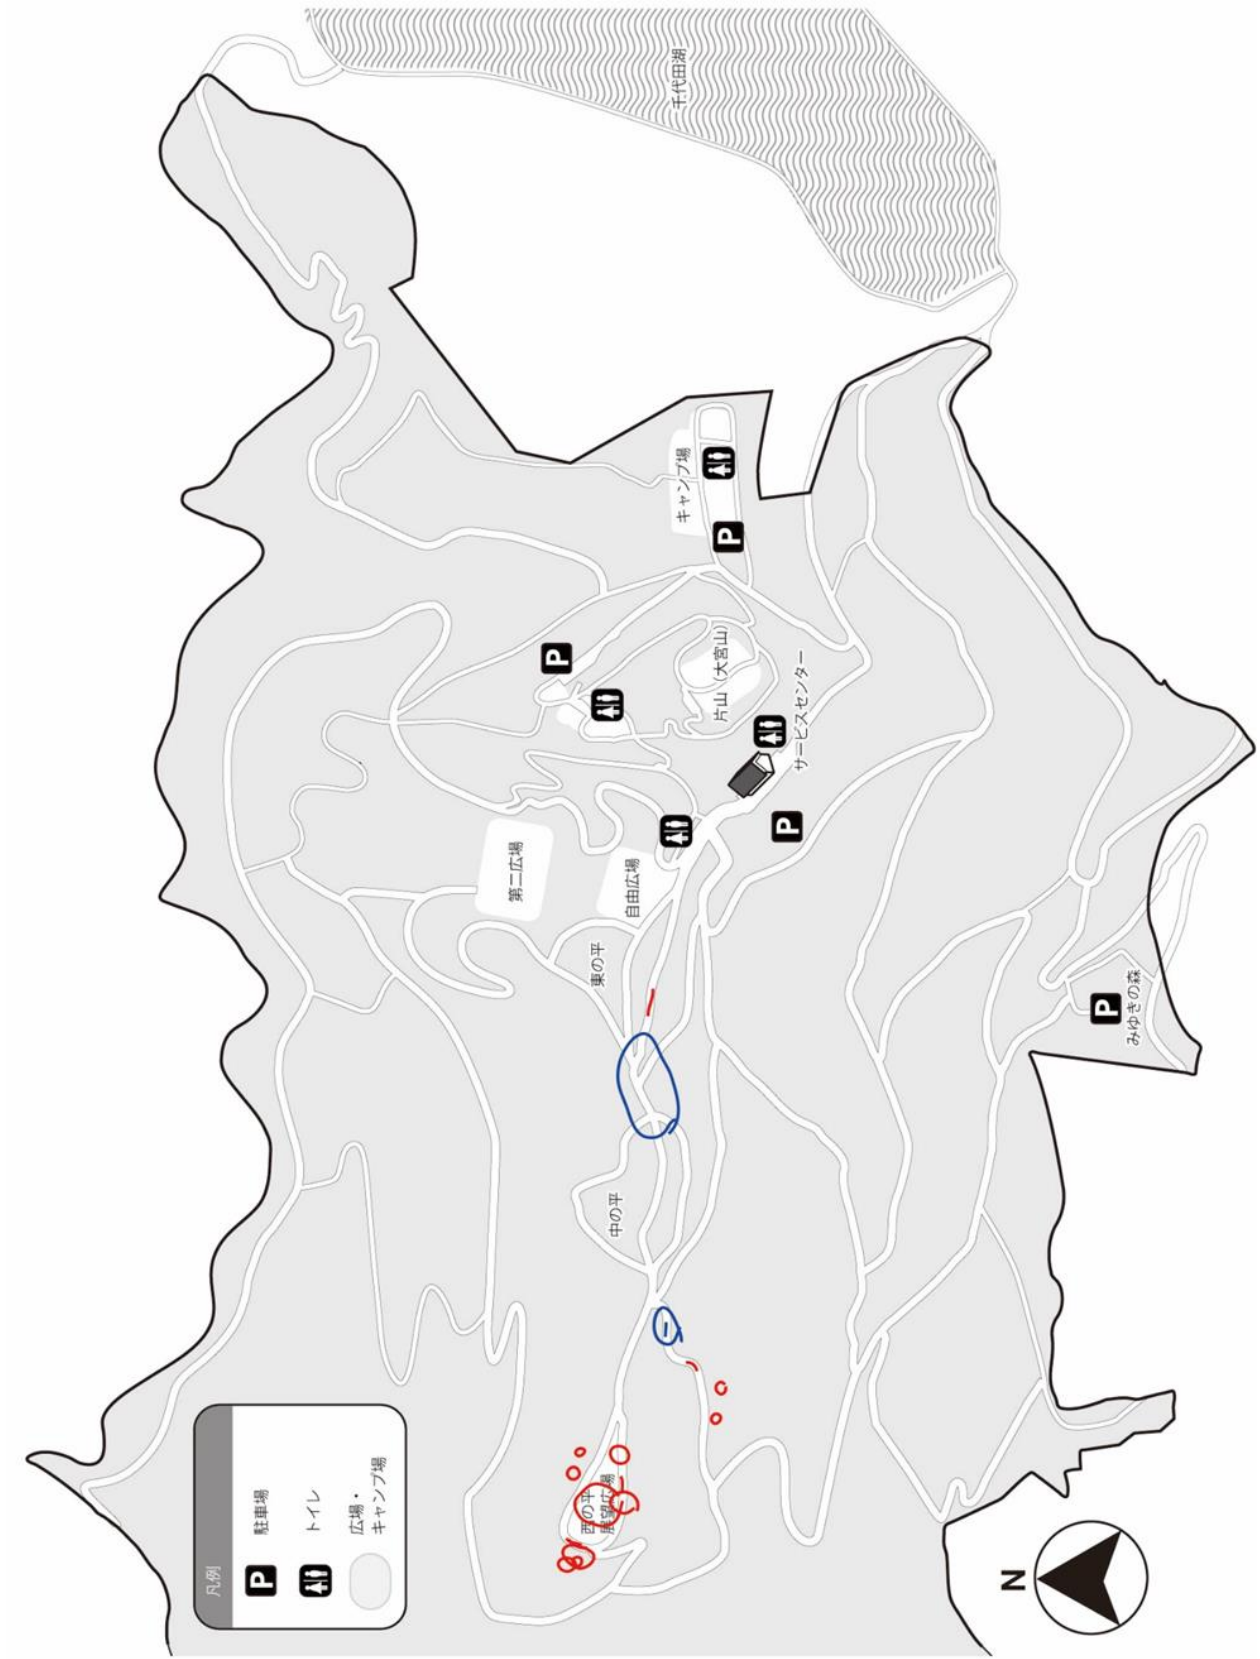 凡例
P
駐車場
トイレ
広場・
キャンプ場
N
千代田湖
キャンプ場
P
P
片山（大宮山）
サービスセンター
P
第二広場
自由広場
東の平
中の平
西の平
展望広場
P
みゆきの森